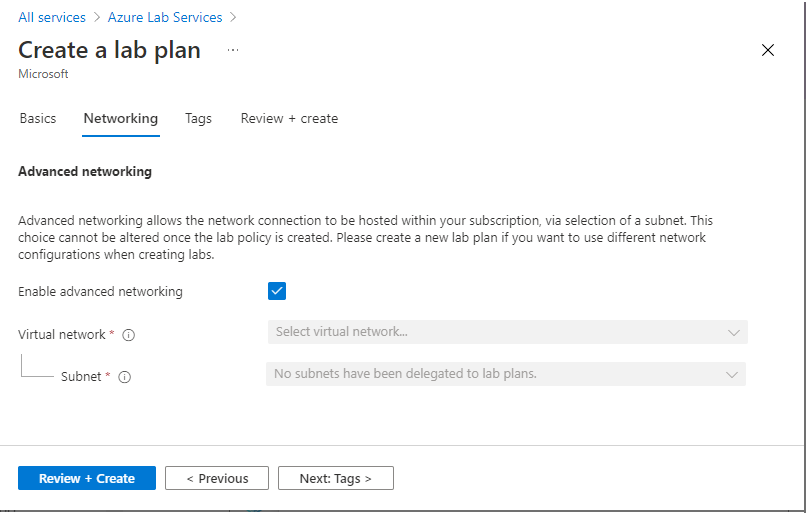 All services > Azure Lab Services >
Create a lab plan ...
Microsoft
Basics Networking Tags Review + create
Advanced networking
Advanced networking allows the network connection to be hosted within your subscription, via selection of a subnet. This
choice cannot be altered once the lab policy is created. Please create a new lab plan if you want to use different network
configurations when creating labs.
Enable advanced networking
Virtual network * Select virtual network...
Subnet * No subnets have been delegated to lab plans.
Review + Create < Previous Next: Tags >